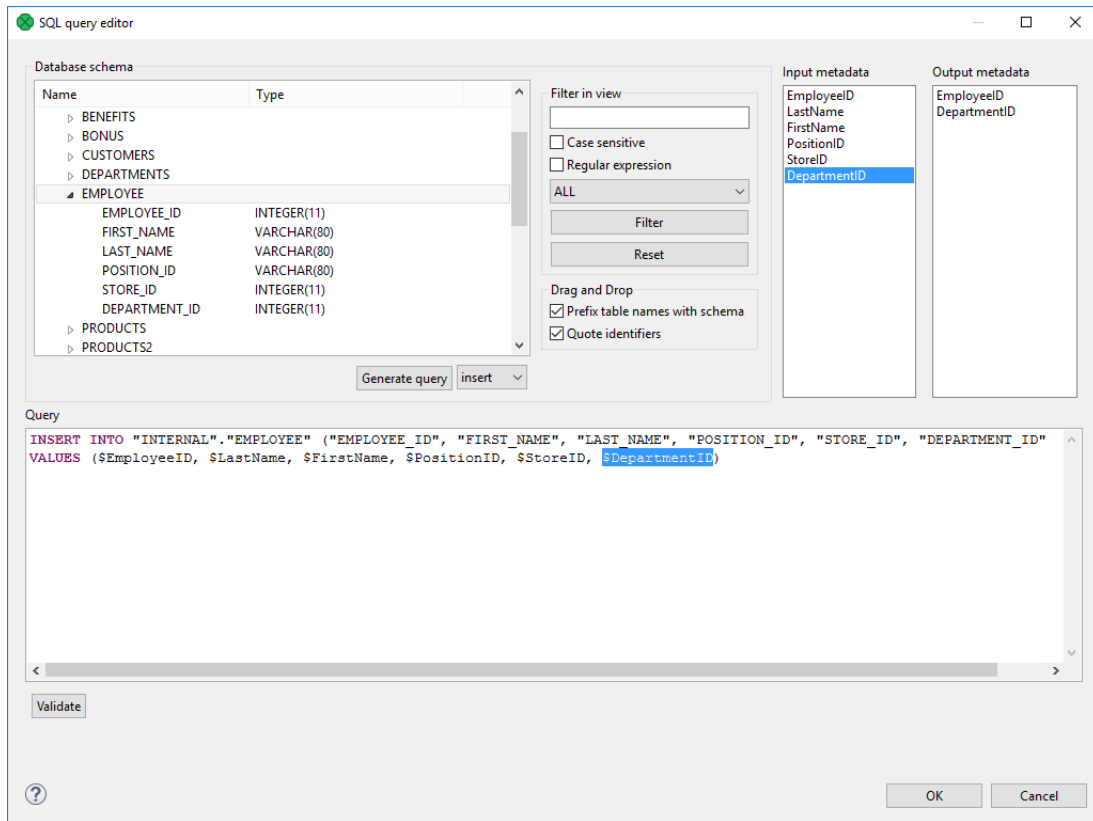 SQL query editor
Database schema
Name Type
BENEFITS
BONUS
CUSTOMERS
DEPARTMENTS
EMPLOYEE
EMPLOYEE_ID INTEGER(11)
FIRST_NAME VARCHAR(80)
LAST_NAME VARCHAR(80)
POSITION_ID VARCHAR(80)
STORE_ID INTEGER(11)
DEPARTMENT_ID INTEGER(11)
PRODUCTS
PRODUCTS2
Generate query insert
Filter in view
Case sensitive
Regular expression
ALL
Filter
Reset
Drag and Drop
Prefix table names with schema
Quote identifiers
Input metadata
EmployeeID
LastName
FirstName
PositionID
StoreID
DepartmentID
Output metadata
EmployeeID
DepartmentID
Query
INSERT INTO "INTERNAL"."EMPLOYEE" ("EMPLOYEE_ID", "FIRST_NAME", "LAST_NAME", "POSITION_ID", "STORE_ID", "DEPARTMENT_ID"
VALUES ($EmployeeID, $LastName, $FirstName, $PositionID, $StoreID, $DepartmentID)
Validate
?
OK Cancel